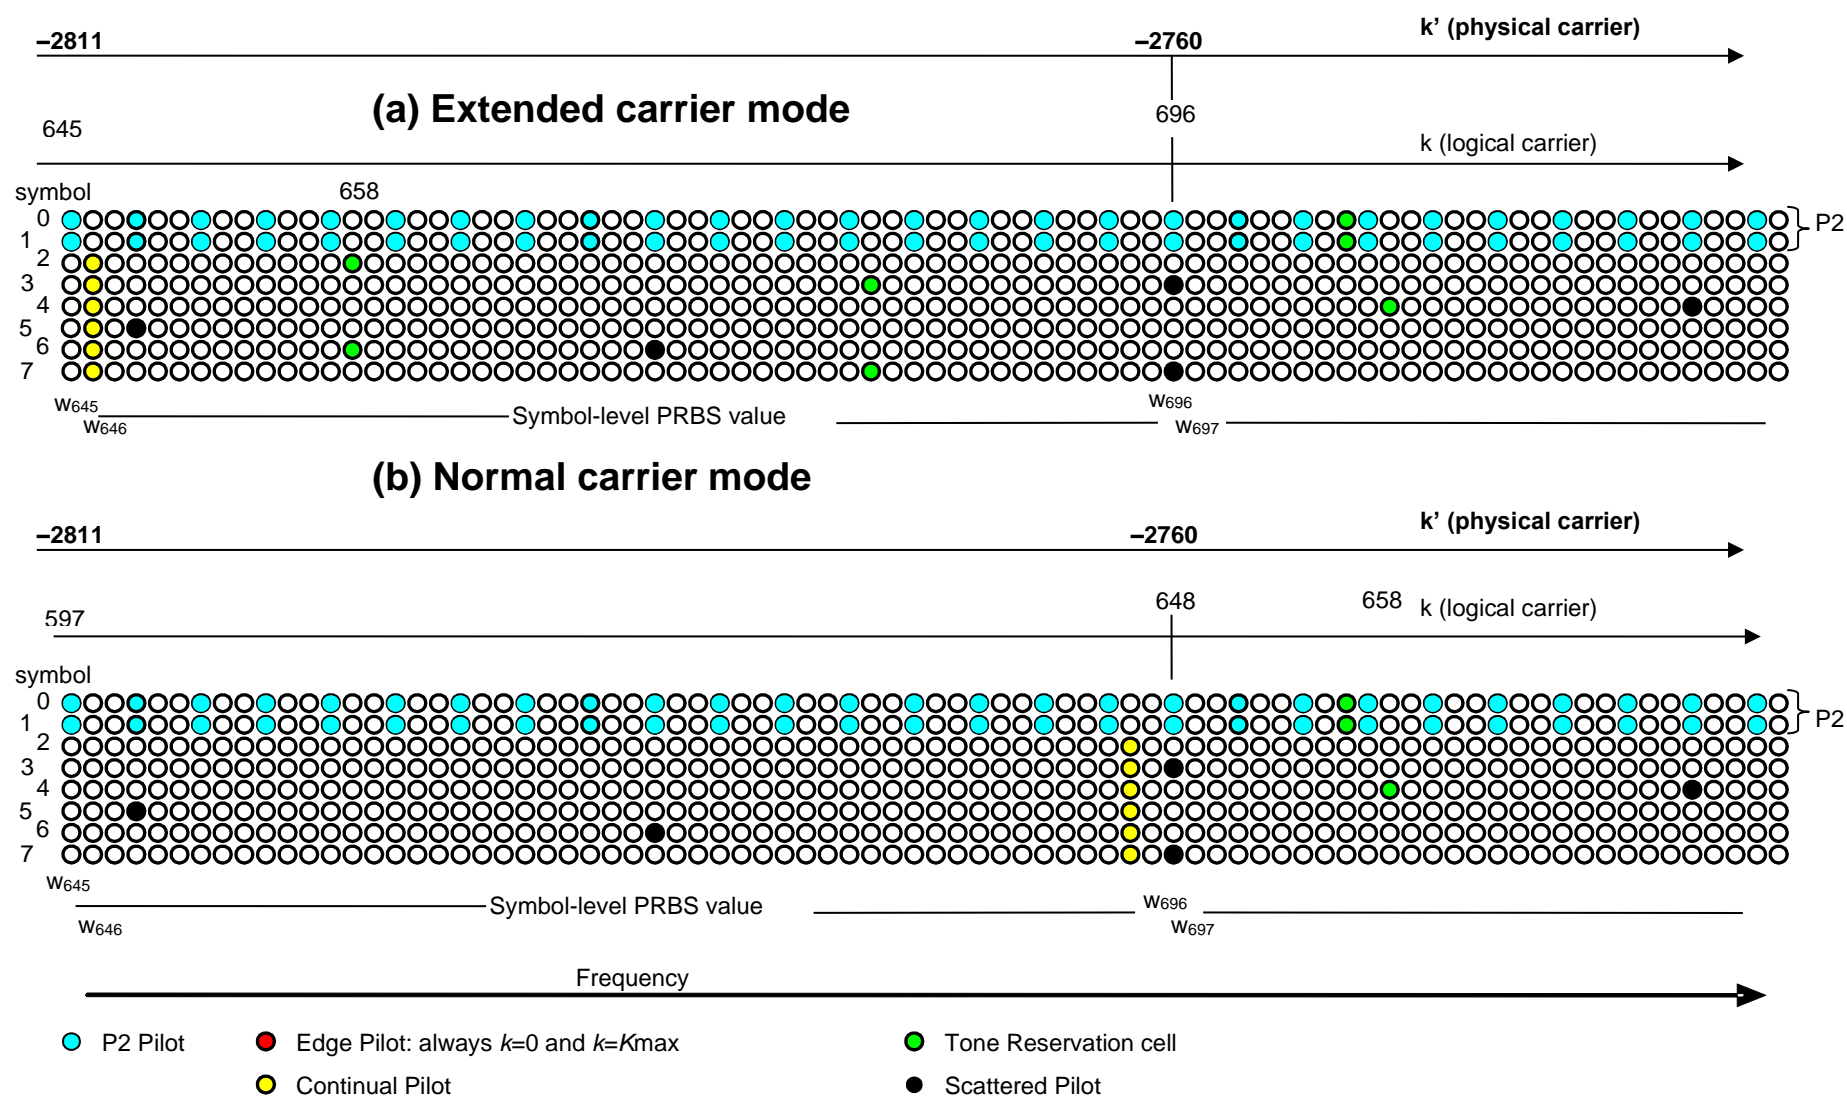 k’ (physical carrier)
–2811 –2760
(a) Extended carrier mode
645 696
k (logical carrier)
symbol 658
0
1
P2
2
3
4
5
6
7
w645 w696
Symbol-level PRBS value
w646 w697
(b) Normal carrier mode
k’ (physical carrier)
–2811 –2760
597 648 658 k (logical carrier)
symbol
0
1
P2
2
3
4
5
6
7
w645
Symbol-level PRBS value w696
w646 w697
Frequency
P2 Pilot Edge Pilot: always k=0 and k=Kmax Tone Reservation cell
Continual Pilot Scattered Pilot